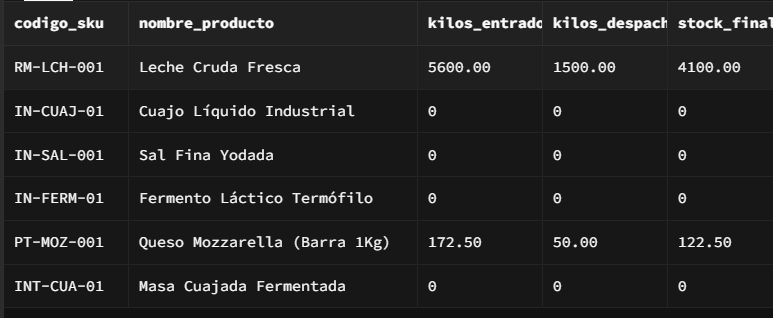 codigo_sku nombre_producto kilos_entrado kilos_despach stock_final
RM-LCH-001 Leche Cruda Fresca 5600.00 1500.00 4100.00
IN-CUAJ-01 Cuajo Líquido Industrial 0 0 0
IN-SAL-001 Sal Fina Yodada 0 0 0
IN-FERM-01 Fermento Láctico Termófilo 0 0 0
PT-MOZ-001 Queso Mozzarella (Barra 1Kg) 172.50 50.00 122.50
INT-CUA-01 Masa Cuajada Fermentada 0 0 0